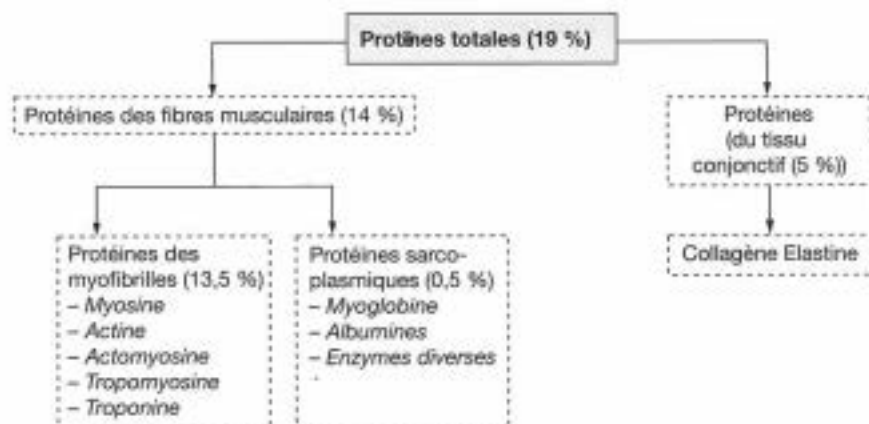 Protiines totales (19 %)
Protéines des fibres musculaires (14 %)
Protéines
(du tissu
conjonctif (5 %))
Protéines des
myofibrilles (13,5 %)
– Myosine
– Actine
– Actomyosine
– Tropomyosine
– Troponine
Protéines sarco-
plasmiques (0,5 %)
– Myoglobine
– Albumines
– Enzymes diverses
Collagène Elastine